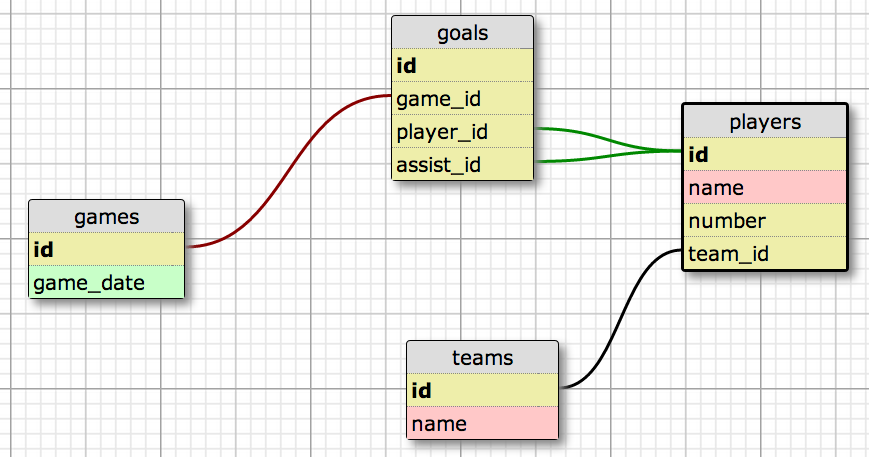 goals
id
game_id
player_id
assist_id
players
id
name
number
team_id
games
id
game_date
teams
id
name